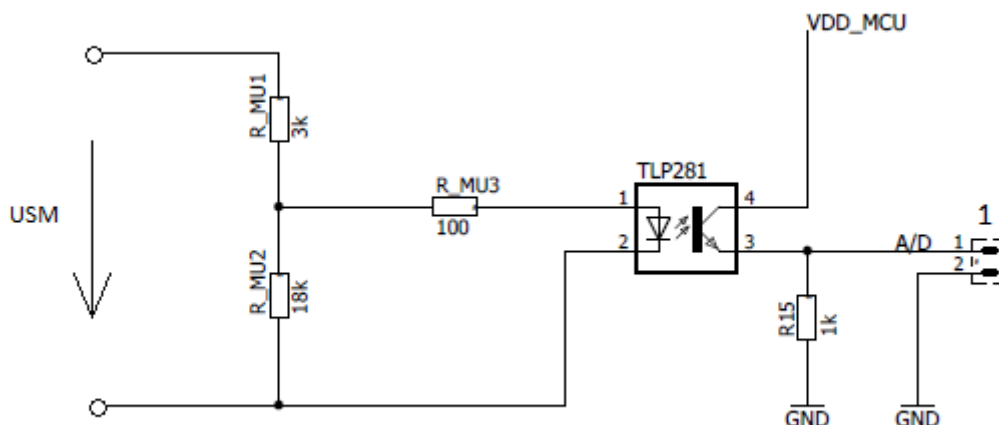 VDD_MCU
R_MU1
3k
TLP281
R_MU3
1
4
1
USM
100
2
3
A/D
1
2
R_MU2
18k
R15
1k
GND
GND